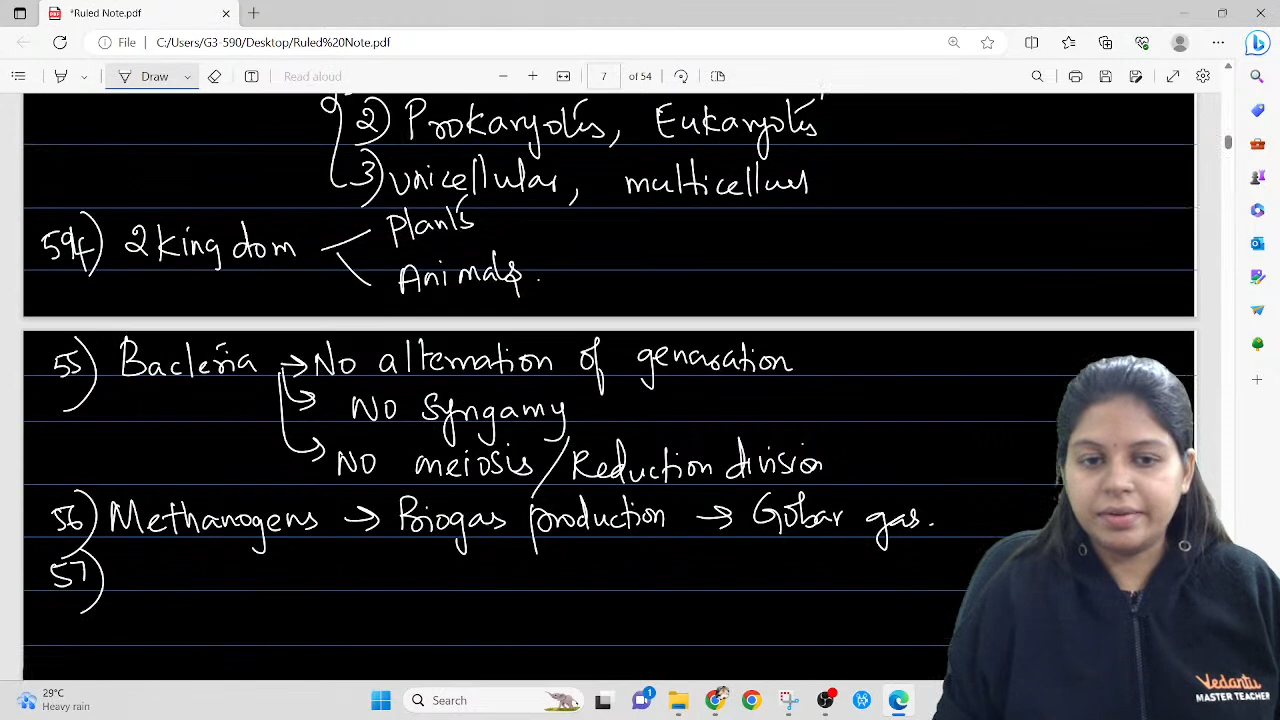 *Ruled Note.pdf
File C:/Users/G3-590/Desktop/Ruled%20Note.pdf
Draw Read aloud 7 of 54
2) Prokaryotes, Eukaryotes
3) Unicellular, multicellular
54) 2 Kingdom Plants
Animals.
55) Bacteria → No alternation of genaration
→ No Syngamy
→ No meiosis / Reduction division
56) Methanogens → Biogas production → Gobar gas.
57)
Vedantu
MASTER TEACHER
29°C
Heavy rain
Search
1